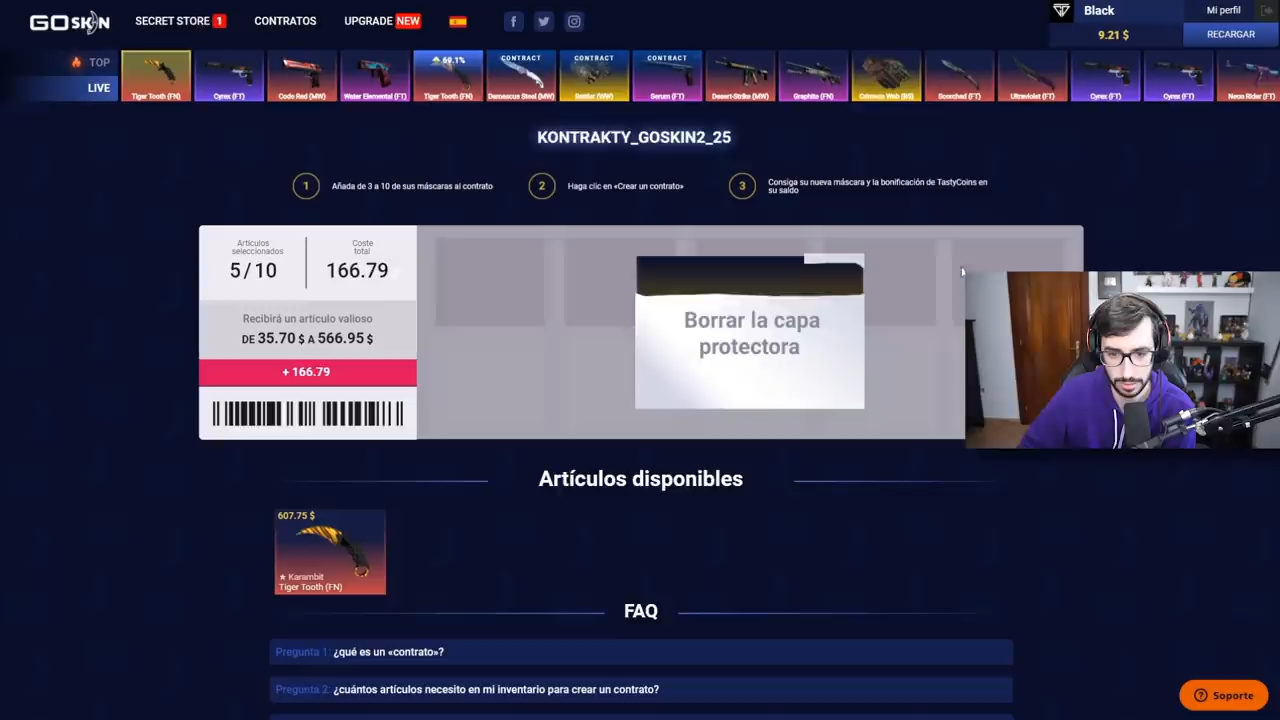 GOSKIN
SECRET STORE 1
CONTRATOS
UPGRADE NEW
Black
9.21 $
Mi perfil
RECARGAR
TOP
LIVE
Tiger Tooth (FN)
Cyrex (FT)
Code Red (MW)
Water Elemental (FT)
69.1%
Tiger Tooth (FN)
CONTRACT
Damascus Steel (MW)
CONTRACT
CONTRACT
Serum (FT)
Desert-Strike (MW)
Graphite (FN)
Crimson Web (BS)
Scorched (FT)
Ultraviolet (FT)
Cyrex (FT)
Cyrex (FT)
Neon Rider (FT)
KONTRAKTY_GOSKIN2_25
1
Añada de 3 a 10 de sus máscaras al contrato
2
Haga clic en «Crear un contrato»
3
Consiga su nueva máscara y la bonificación de TastyCoins en
su saldo
Artículos
seleccionados
5/10
Coste
total
166.79
Recibirá un artículo valioso
DE 35.70 $ A 566.95 $
+ 166.79
Borrar la capa
protectora
Artículos disponibles
607.75 $
★ Karambit
Tiger Tooth (FN)
FAQ
Pregunta 1: ¿qué es un «contrato»?
Pregunta 2: ¿cuántos artículos necesito en mi inventario para crear un contrato?
Soporte